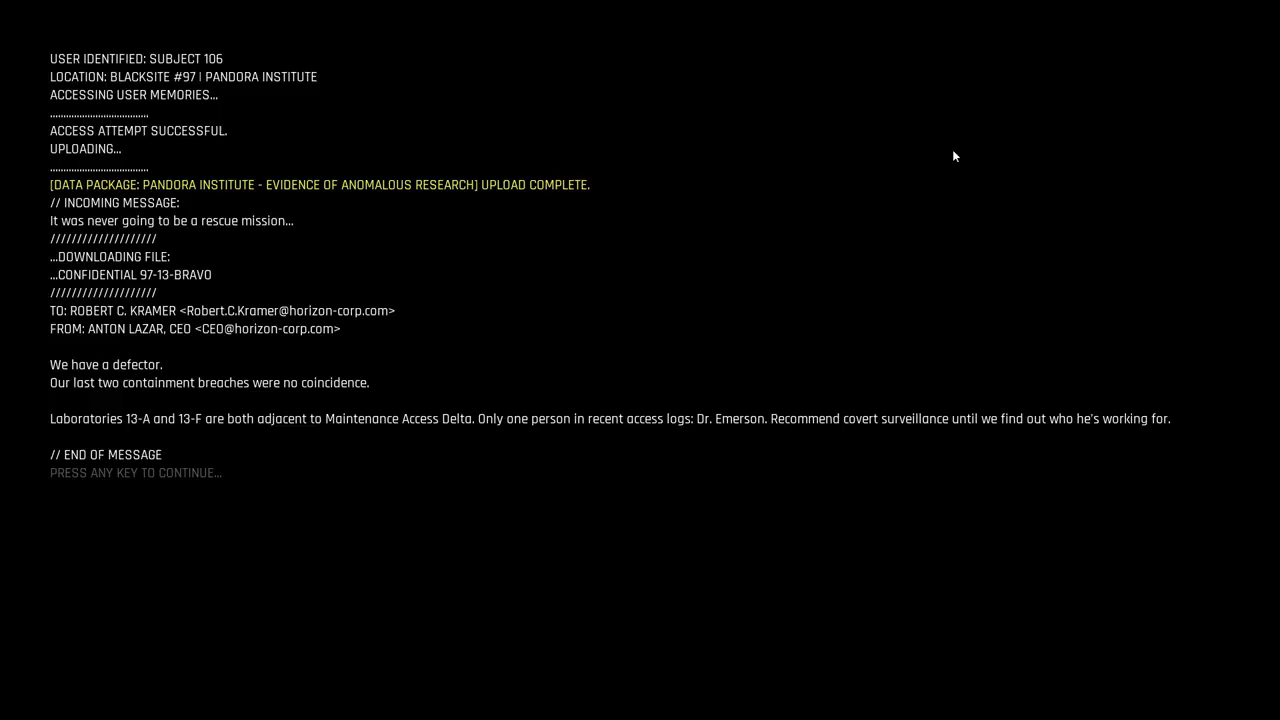 USER IDENTIFIED: SUBJECT 106
LOCATION: BLACKSITE #97 | PANDORA INSTITUTE
ACCESSING USER MEMORIES...
.....................................
ACCESS ATTEMPT SUCCESSFUL.
UPLOADING...
.....................................
[DATA PACKAGE: PANDORA INSTITUTE - EVIDENCE OF ANOMALOUS RESEARCH] UPLOAD COMPLETE.
// INCOMING MESSAGE:
It was never going to be a rescue mission...
////////////////////
...DOWNLOADING FILE:
...CONFIDENTIAL 97-13-BRAVO
////////////////////
TO: ROBERT C. KRAMER <Robert.C.Kramer@horizon-corp.com>
FROM: ANTON LAZAR, CEO <CEO@horizon-corp.com>
We have a defector.
Our last two containment breaches were no coincidence.
Laboratories 13-A and 13-F are both adjacent to Maintenance Access Delta. Only one person in recent access logs: Dr. Emerson. Recommend covert surveillance until we find out who he's working for.
// END OF MESSAGE
PRESS ANY KEY TO CONTINUE...